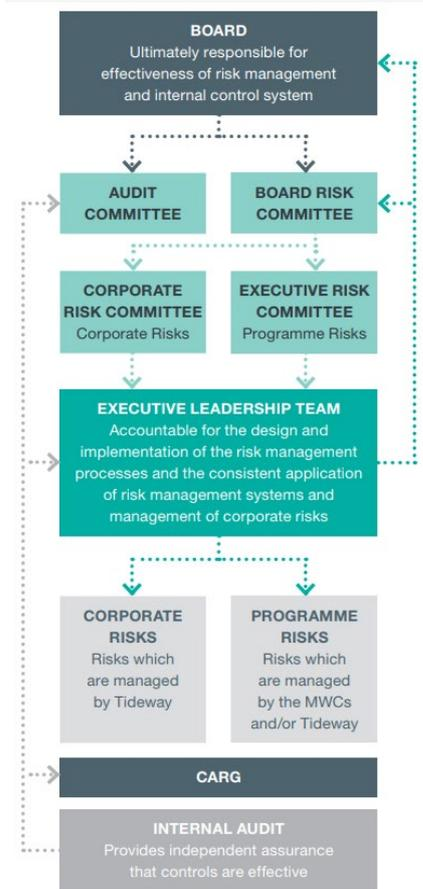 BOARD
Ultimately responsible for
effectiveness of risk management
and internal control system
AUDIT
COMMITTEE
BOARD RISK
COMMITTEE
CORPORATE
RISK COMMITTEE
Corporate Risks
EXECUTIVE RISK
COMMITTEE
Programme Risks
EXECUTIVE LEADERSHIP TEAM
Accountable for the design and
implementation of the risk management
processes and the consistent application
of risk management systems and
management of corporate risks
CORPORATE
RISKS
Risks which
are managed
by Tideway
PROGRAMME
RISKS
Risks which
are managed
by the MWCs
and/or Tideway
CARG
INTERNAL AUDIT
Provides independent assurance
that controls are effective